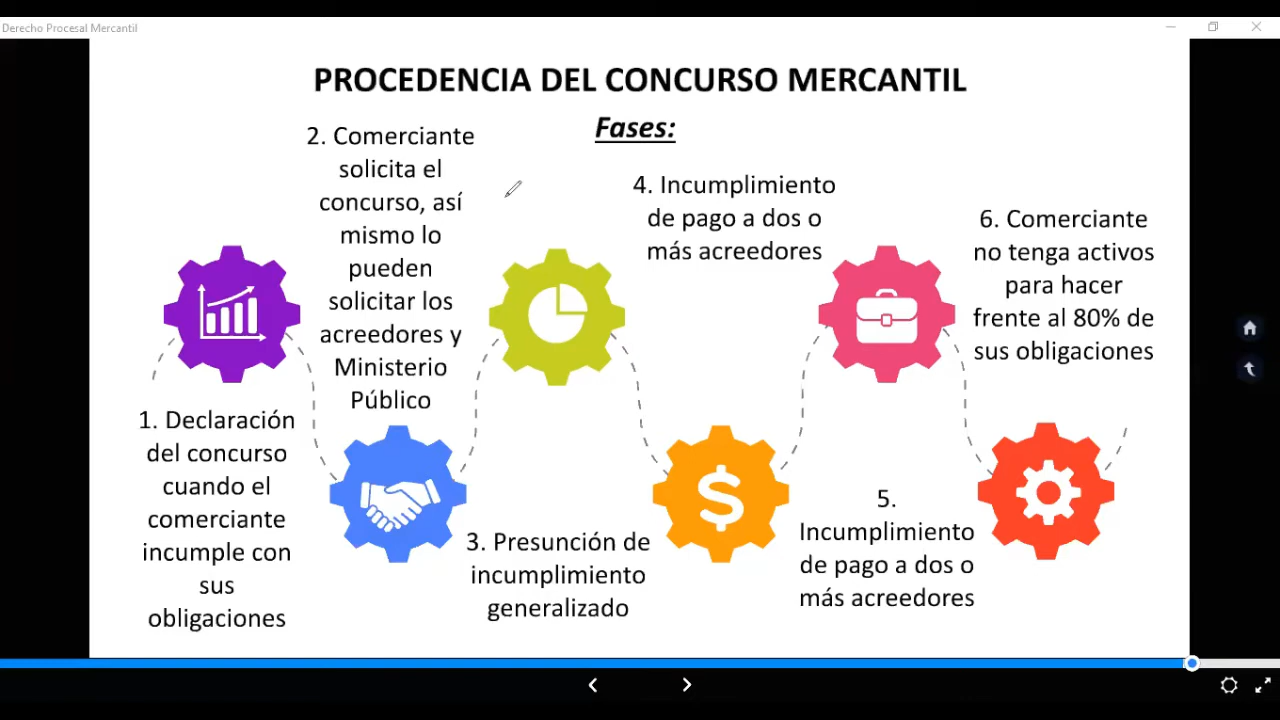 Derecho Procesal Mercantil
PROCEDENCIA DEL CONCURSO MERCANTIL
Fases:
1. Declaración
del concurso
cuando el
comerciante
incumple con
sus
obligaciones
2. Comerciante
solicita el
concurso, así
mismo lo
pueden
solicitar los
acreedores y
Ministerio
Público
3. Presunción de
incumplimiento
generalizado
4. Incumplimiento
de pago a dos o
más acreedores
5.
Incumplimiento
de pago a dos o
más acreedores
6. Comerciante
no tenga activos
para hacer
frente al 80% de
sus obligaciones
$